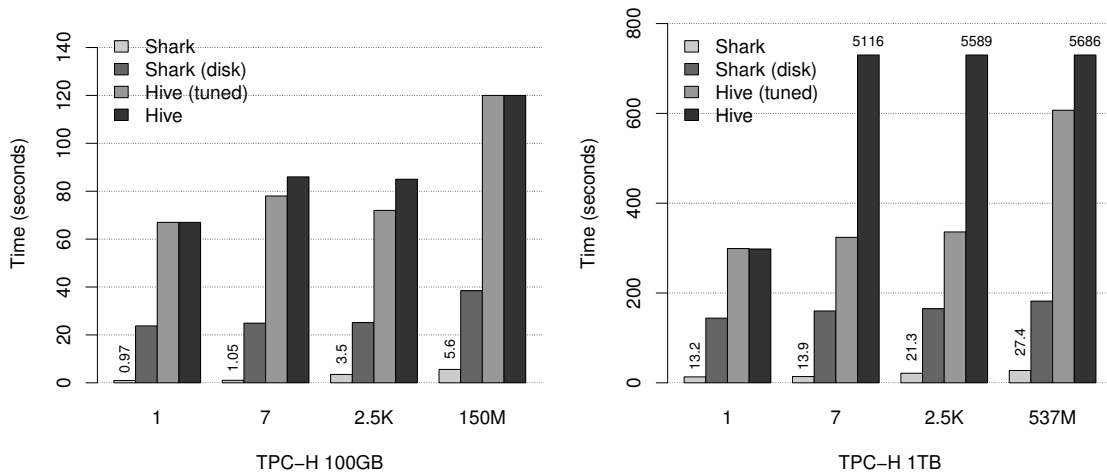 Time (seconds)
140
120
100
80
60
40
20
0
Shark
Shark (disk)
Hive (tuned)
Hive
0.97
1.05
3.5
5.6
1
7
2.5K
150M
TPC−H 100GB
Time (seconds)
800
600
400
200
0
Shark
Shark (disk)
Hive (tuned)
Hive
5116
5589
5686
13.2
13.9
21.3
27.4
1
7
2.5K
537M
TPC−H 1TB